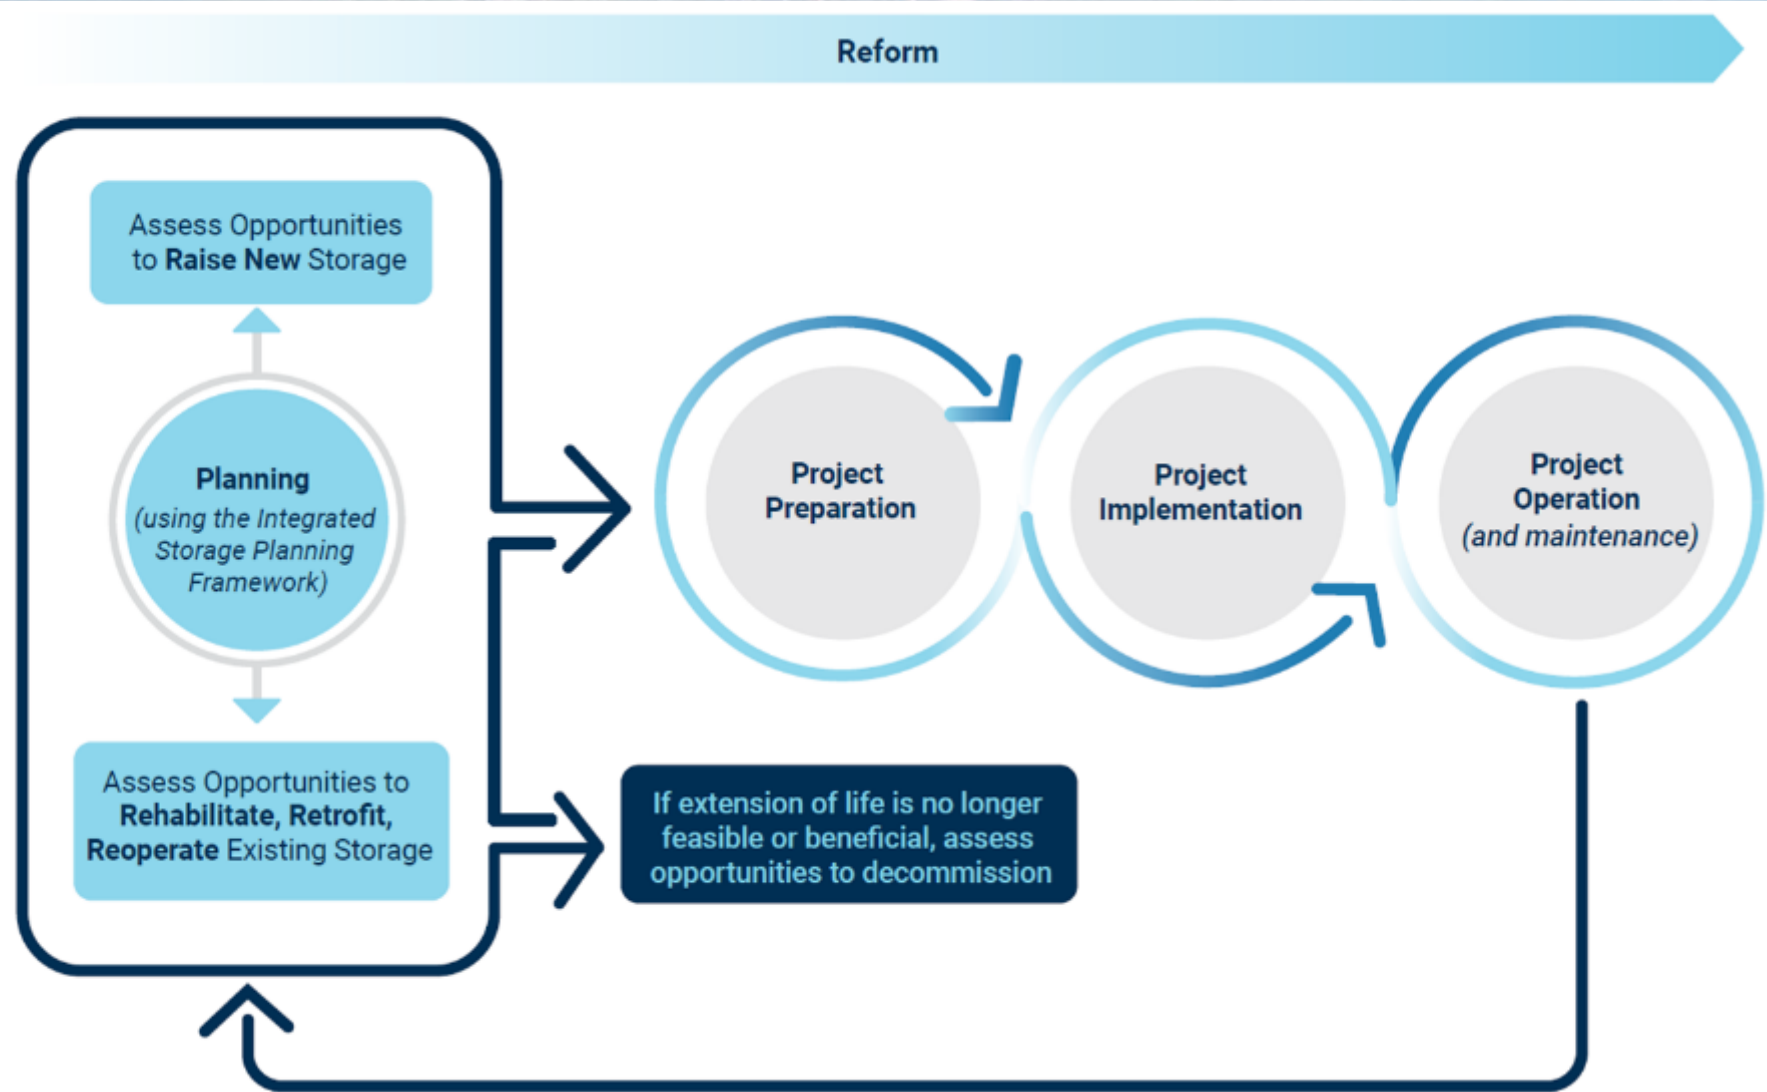 Reform
Assess Opportunities
to Raise New Storage
Planning
(using the Integrated
Storage Planning
Framework)
Assess Opportunities to
Rehabilitate, Retrofit,
Reoperate Existing Storage
Project
Preparation
Project
Implementation
Project
Operation
(and maintenance)
If extension of life is no longer
feasible or beneficial, assess
opportunities to decommission